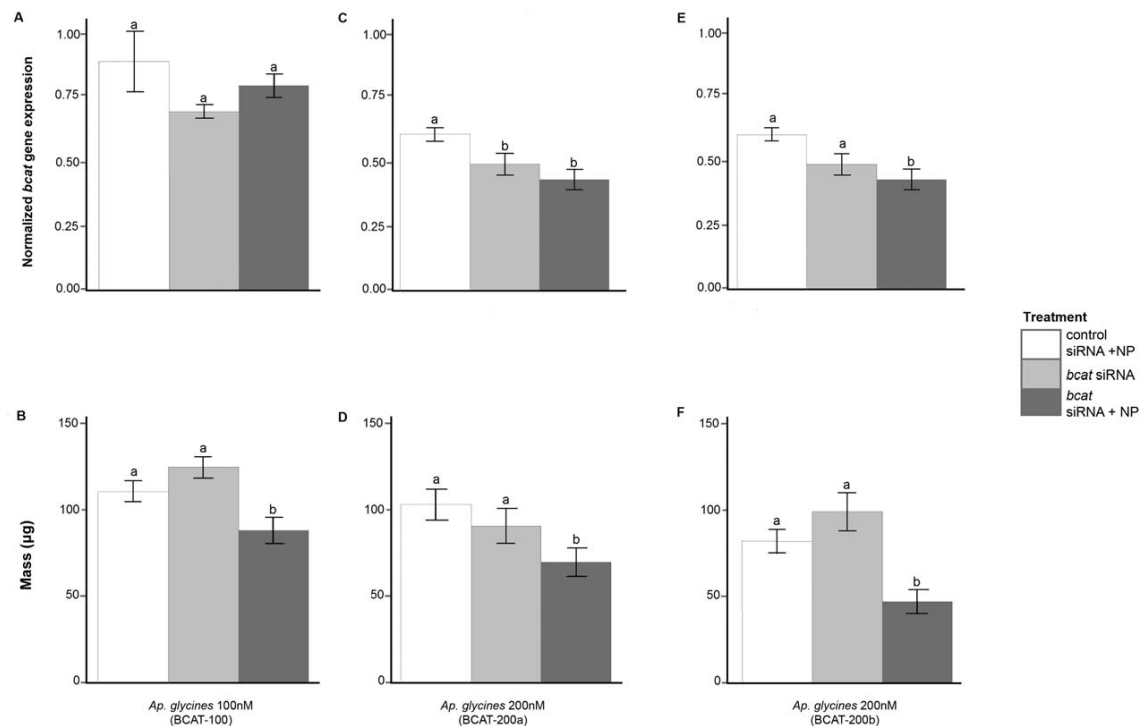 A
Normalized bcat gene expression
1.00
0.75
0.50
0.25
0.00
a
a
a
C
1.00
0.75
0.50
0.25
0.00
a
b
b
E
1.00
0.75
0.50
0.25
0.00
a
a
b
Treatment
control
siRNA +NP
bcat siRNA
bcat
siRNA + NP
B
Mass (µg)
150
100
50
0
a
a
b
Ap. glycines 100nM
(BCAT-100)
D
150
100
50
0
a
a
b
Ap. glycines 200nM
(BCAT-200a)
F
150
100
50
0
a
a
b
Ap. glycines 200nM
(BCAT-200b)